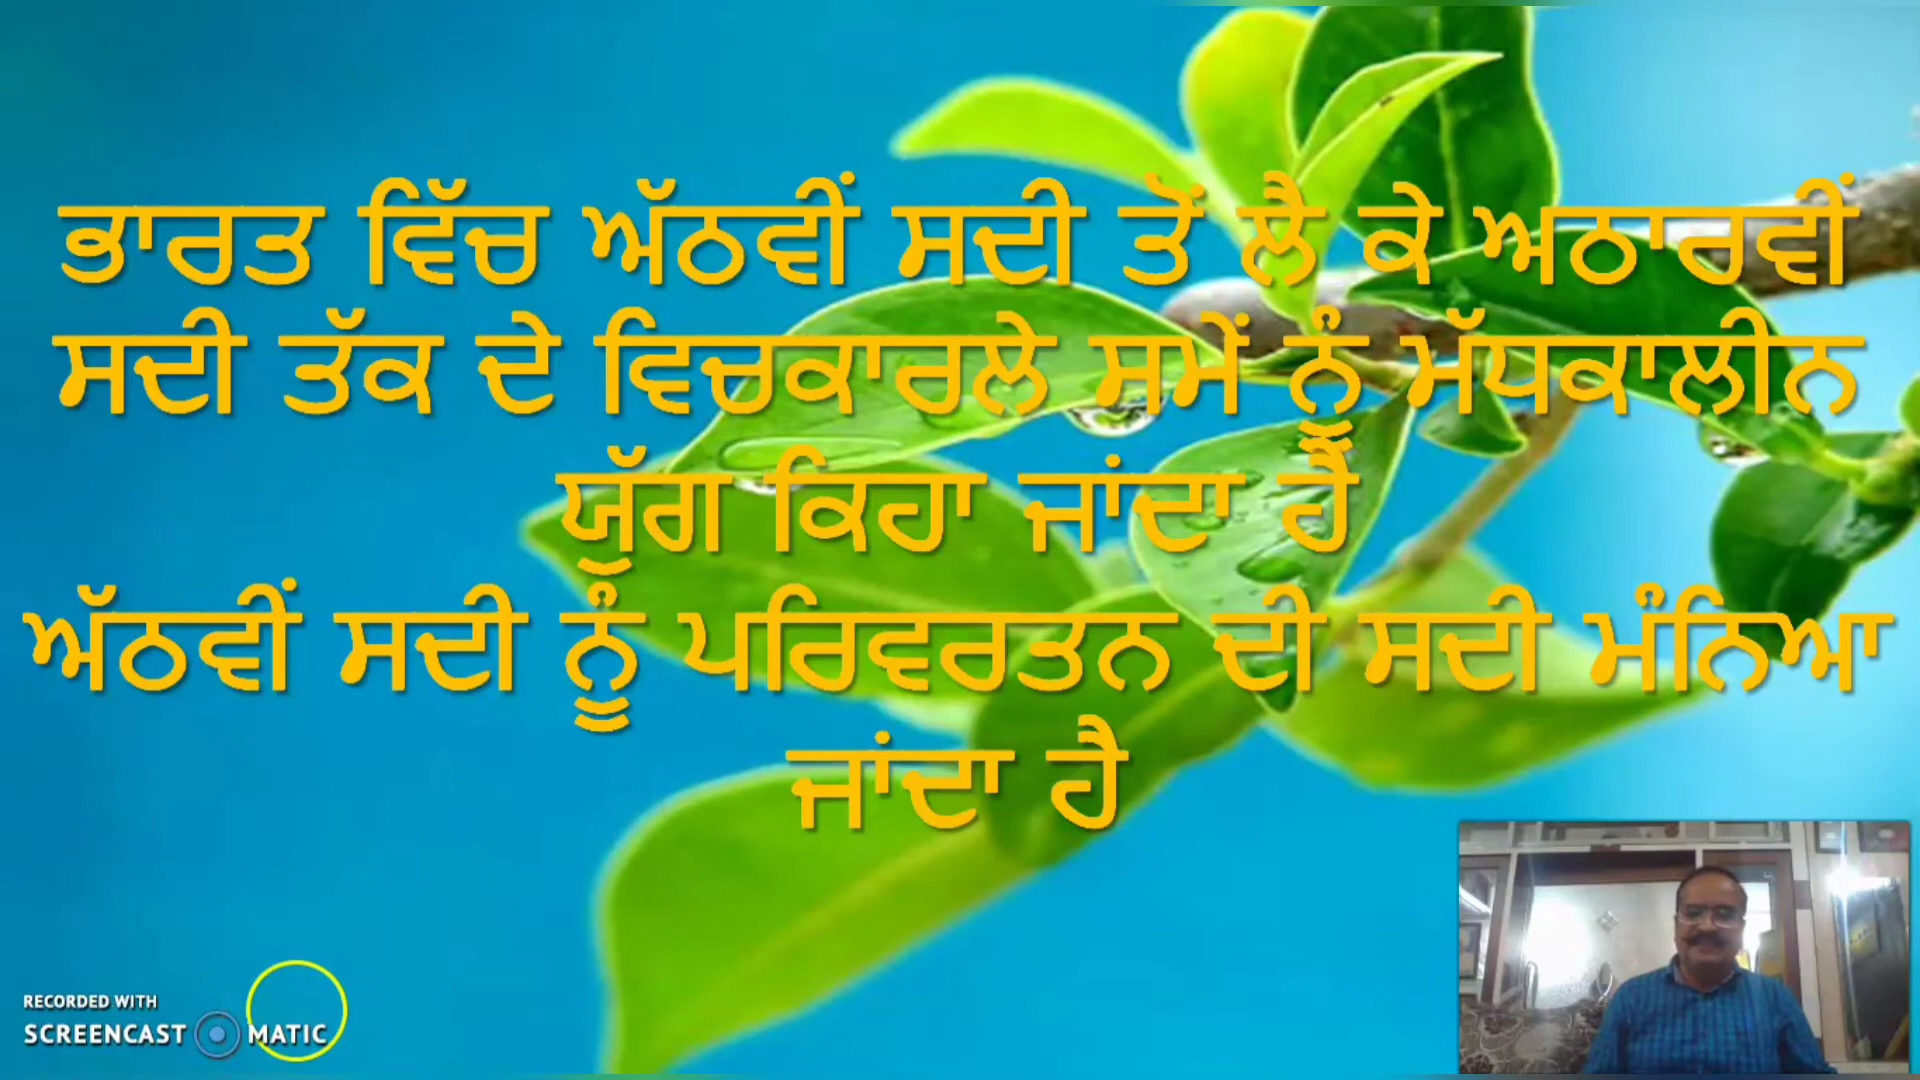 ਭਾਰਤ ਵਿੱਚ ਅੱਠਵੀਂ ਸਦੀ ਤੋਂ ਲੈ ਕੇ ਅਠਾਰਵੀਂ
ਸਦੀ ਤੱਕ ਦੇ ਵਿਚਕਾਰਲੇ ਸਮੇਂ ਨੂੰ ਮੱਧਕਾਲੀਨ
ਯੁੱਗ ਕਿਹਾ ਜਾਂਦਾ ਹੈ
ਅੱਠਵੀਂ ਸਦੀ ਨੂੰ ਪਰਿਵਰਤਨ ਦੀ ਸਦੀ ਮੰਨਿਆ
ਜਾਂਦਾ ਹੈ
RECORDED WITH
SCREENCAST MATIC